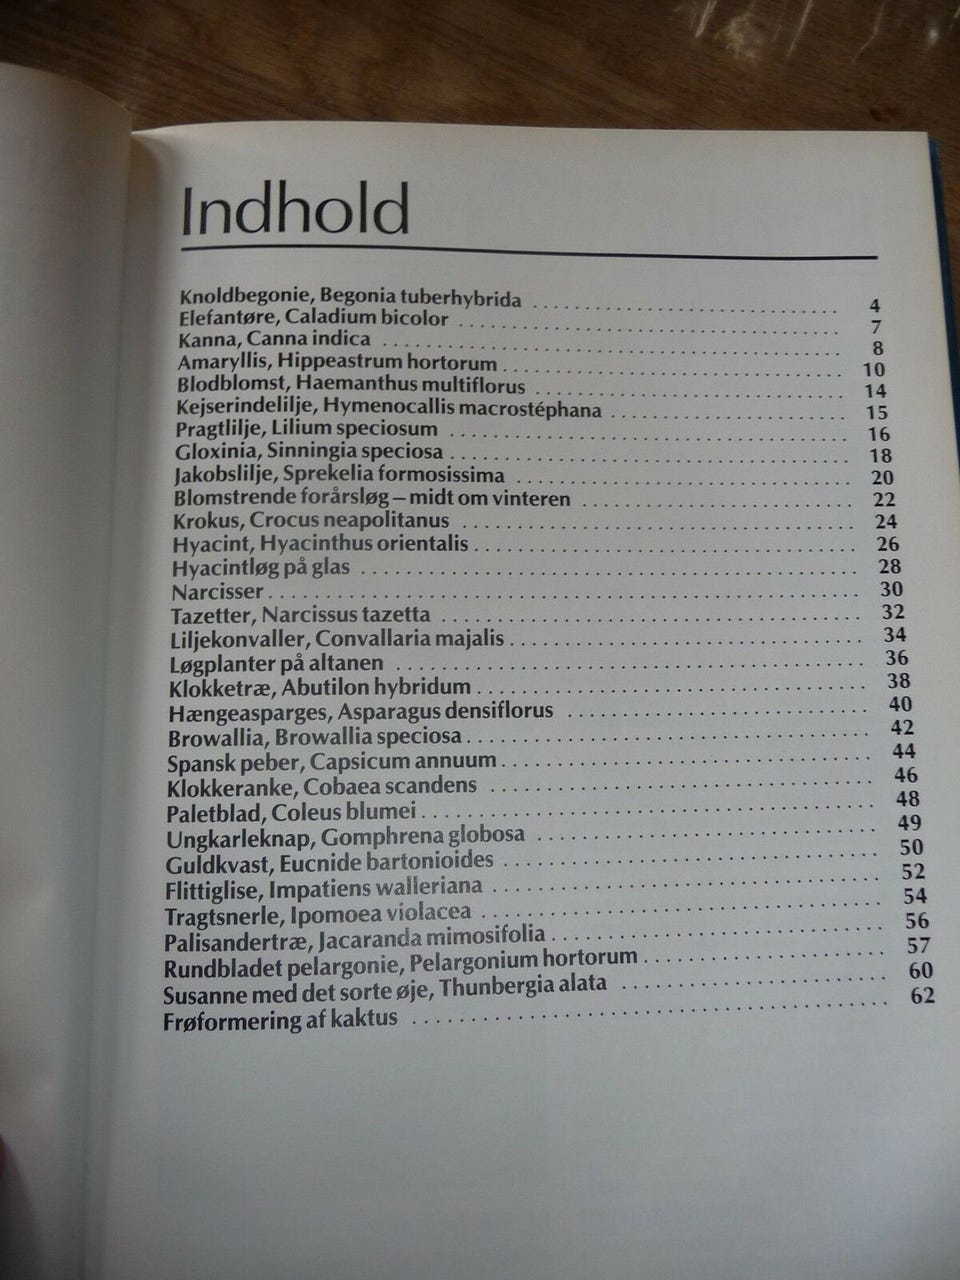 Indhold
Knoldbegonie, Begonia tuberhybrida . . . . . . . . . . 4
Elefantøre, Caladium bicolor . . . . . . . . . . 7
Kanna, Canna indica . . . . . . . . . . 8
Amaryllis, Hippeastrum hortorum . . . . . . . . . . 10
Blodblomst, Haemanthus multiflorus . . . . . . . . . . 14
Kejserindelilje, Hymenocallis macrostéphana . . . . . . . . . . 15
Pragtlilje, Lilium speciosum . . . . . . . . . . 16
Gloxinia, Sinningia speciosa . . . . . . . . . . 18
Jakobslilje, Sprekelia formosissima . . . . . . . . . . 20
Blomstrende forårsløg – midt om vinteren . . . . . . . . . . 22
Krokus, Crocus neapolitanus . . . . . . . . . . 24
Hyacint, Hyacinthus orientalis . . . . . . . . . . 26
Hyacintløg på glas . . . . . . . . . . 28
Narcisser . . . . . . . . . . 30
Tazetter, Narcissus tazetta . . . . . . . . . . 32
Liljekonvaller, Convallaria majalis . . . . . . . . . . 34
Løgplanter på altanen . . . . . . . . . . 36
Klokketræ, Abutilon hybridum . . . . . . . . . . 38
Hængeasparges, Asparagus densiflorus . . . . . . . . . . 40
Browallia, Browallia speciosa . . . . . . . . . . 42
Spansk peber, Capsicum annuum . . . . . . . . . . 44
Klokkeranke, Cobaea scandens . . . . . . . . . . 46
Paletblad, Coleus blumei . . . . . . . . . . 48
Ungkarleknap, Gomphrena globosa . . . . . . . . . . 49
Guldkvast, Eucnide bartonioides . . . . . . . . . . 50
Flittiglise, Impatiens walleriana . . . . . . . . . . 52
Tragtsnerle, Ipomoea violacea . . . . . . . . . . 54
Palisandertræ, Jacaranda mimosifolia . . . . . . . . . . 56
Rundbladet pelargonie, Pelargonium hortorum . . . . . . . . . . 57
Susanne med det sorte øje, Thunbergia alata . . . . . . . . . . 60
Frøformering af kaktus . . . . . . . . . . 62